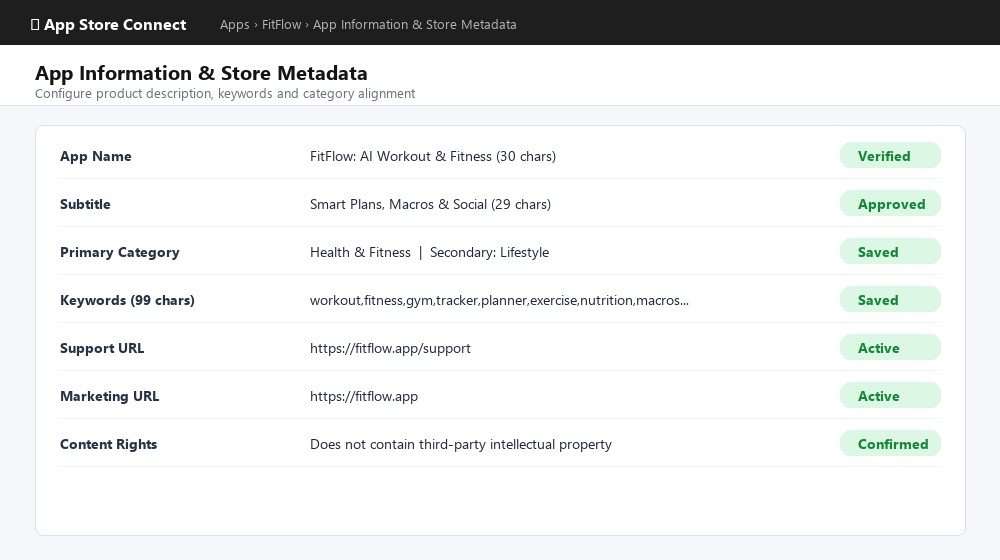 App Store Connect
Apps › FitFlow › App Information & Store Metadata
App Information & Store Metadata
Configure product description, keywords and category alignment
App Name FitFlow: AI Workout & Fitness (30 chars) Verified
Subtitle Smart Plans, Macros & Social (29 chars) Approved
Primary Category Health & Fitness | Secondary: Lifestyle Saved
Keywords (99 chars) workout,fitness,gym,tracker,planner,exercise,nutrition,macros... Saved
Support URL https://fitflow.app/support Active
Marketing URL https://fitflow.app Active
Content Rights Does not contain third-party intellectual property Confirmed